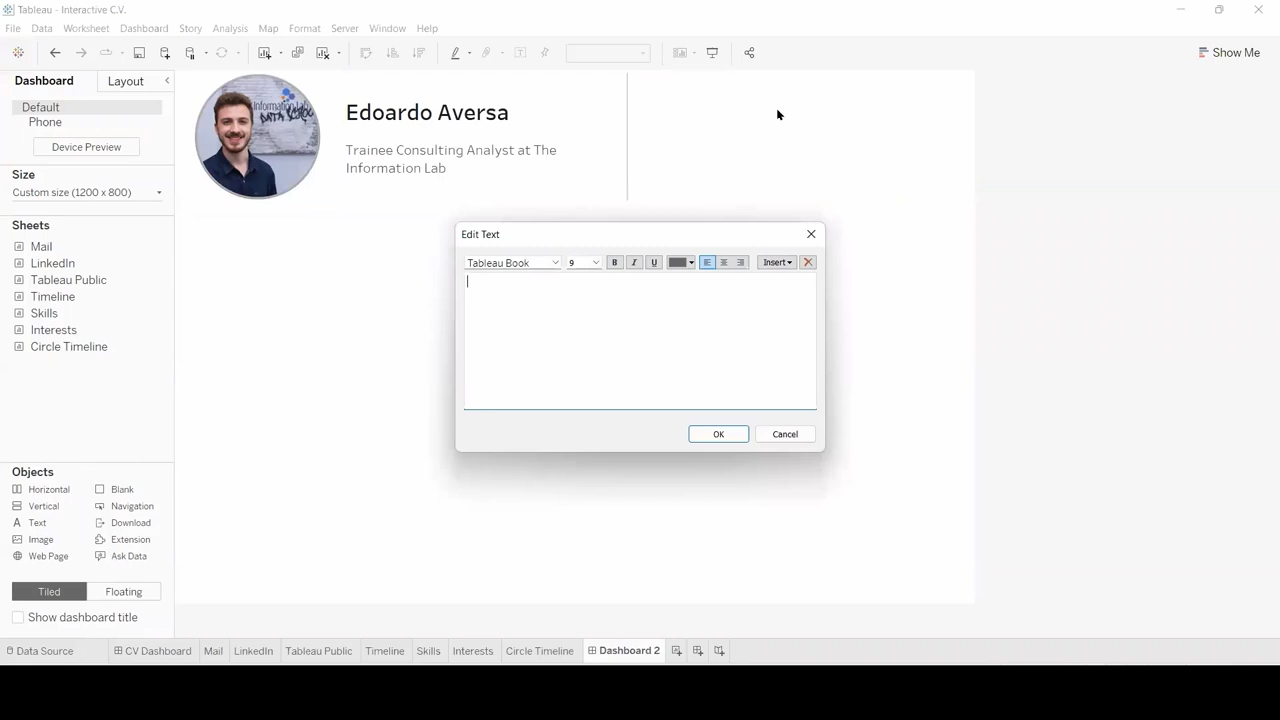 Tableau - Interactive C.V.
File Data Worksheet Dashboard Story Analysis Map Format Server Window Help
Show Me
Dashboard Layout
Default
Phone
Device Preview
Size
Custom size (1200 x 800)
Sheets
Mail
LinkedIn
Tableau Public
Timeline
Skills
Interests
Circle Timeline
Objects
Horizontal Blank
Vertical Navigation
Text Download
Image Extension
Web Page Ask Data
Tiled Floating
Show dashboard title
Information Lab
DATA SCHOOL
Edoardo Aversa
Trainee Consulting Analyst at The
Information Lab
Edit Text
Tableau Book 9 B I U Insert
OK Cancel
Data Source CV Dashboard Mail LinkedIn Tableau Public Timeline Skills Interests Circle Timeline Dashboard 2